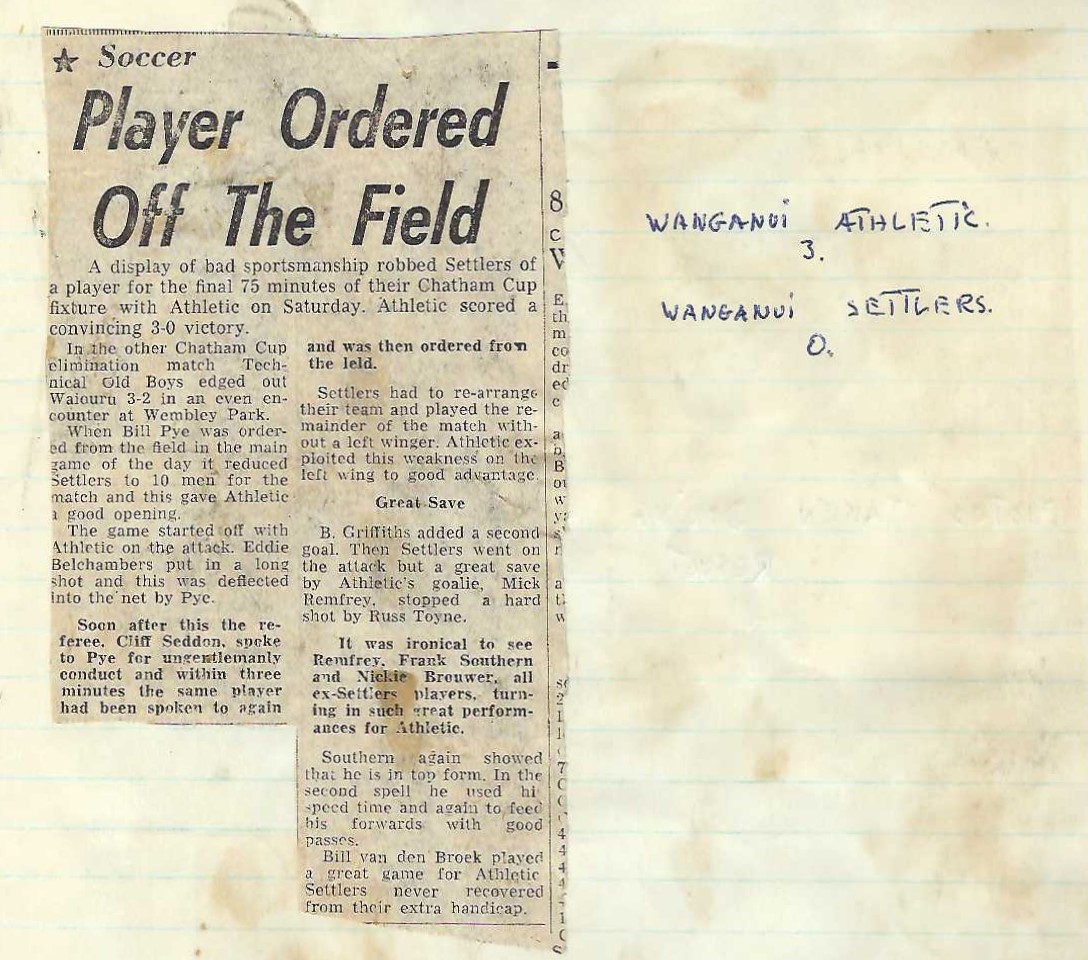 ★ Soccer
Player Ordered
Off The Field
A display of bad sportsmanship robbed Settlers of
a player for the final 75 minutes of their Chatham Cup
fixture with Athletic on Saturday. Athletic scored a
convincing 3-0 victory.
In the other Chatham Cup
elimination match Tech-
nical Old Boys edged out
Waiouru 3-2 in an even en-
counter at Wembley Park.
When Bill Pye was order-
ed from the field in the main
game of the day it reduced
Settlers to 10 men for the
match and this gave Athletic
a good opening.
The game started off with
Athletic on the attack. Eddie
Belchambers put in a long
shot and this was deflected
into the net by Pye.
Soon after this the re-
feree, Cliff Seddon, spoke
to Pye for ungentlemanly
conduct and within three
minutes the same player
had been spoken to again
and was then ordered from
the leld.
Settlers had to re-arrange
their team and played the re-
mainder of the match with-
out a left winger. Athletic ex-
ploited this weakness on the
left wing to good advantage.
Great Save
B. Griffiths added a second
goal. Then Settlers went on
the attack but a great save
by Athletic's goalie, Mick
Remfrey, stopped a hard
shot by Russ Toyne.
It was ironical to see
Remfrey, Frank Southern
and Nickie Brouwer, all
ex-Settlers players, turn-
ing in such great perform-
ances for Athletic.
Southern again showed
that he is in top form. In the
second spell he used hi
speed time and again to feed
his forwards with good
passes.
Bill van den Broek played
a great game for Athletic
Settlers never recovered
from their extra handicap.
WANGANUI ATHLETIC.
3.
WANGANUI SETTLERS.
0.